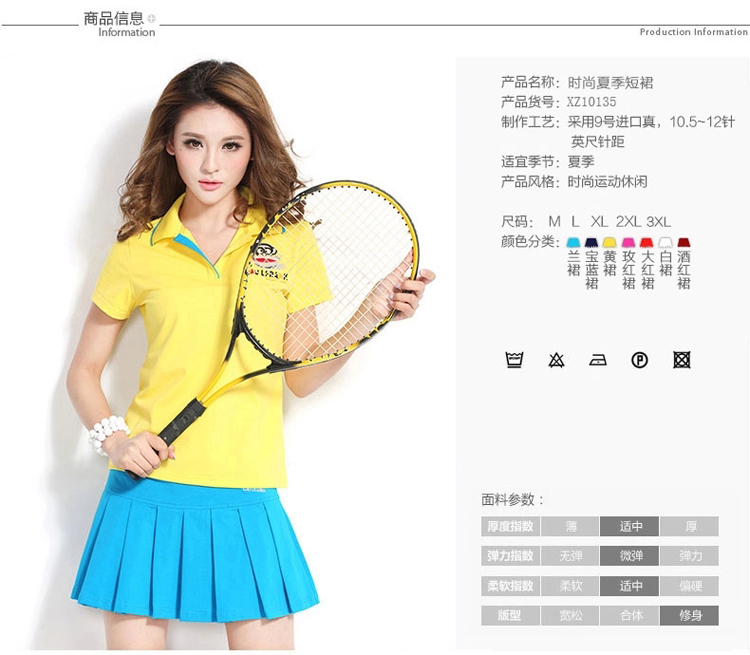 商品信息
Information
Production Information
产品名称：时尚夏季短裙
产品货号：XZ10135
制作工艺：采用9号进口真，10.5~12针
英尺针距
适宜季节：夏季
产品风格：时尚运动休闲
尺码： M L XL 2XL 3XL
颜色分类：
兰裙 宝蓝裙 黄裙 玫红裙 大红裙 白裙 酒红裙
面料参数：
厚度指数 薄 适中 厚
弹力指数 无弹 微弹 弹力
柔软指数 柔软 适中 偏硬
版型 宽松 合体 修身